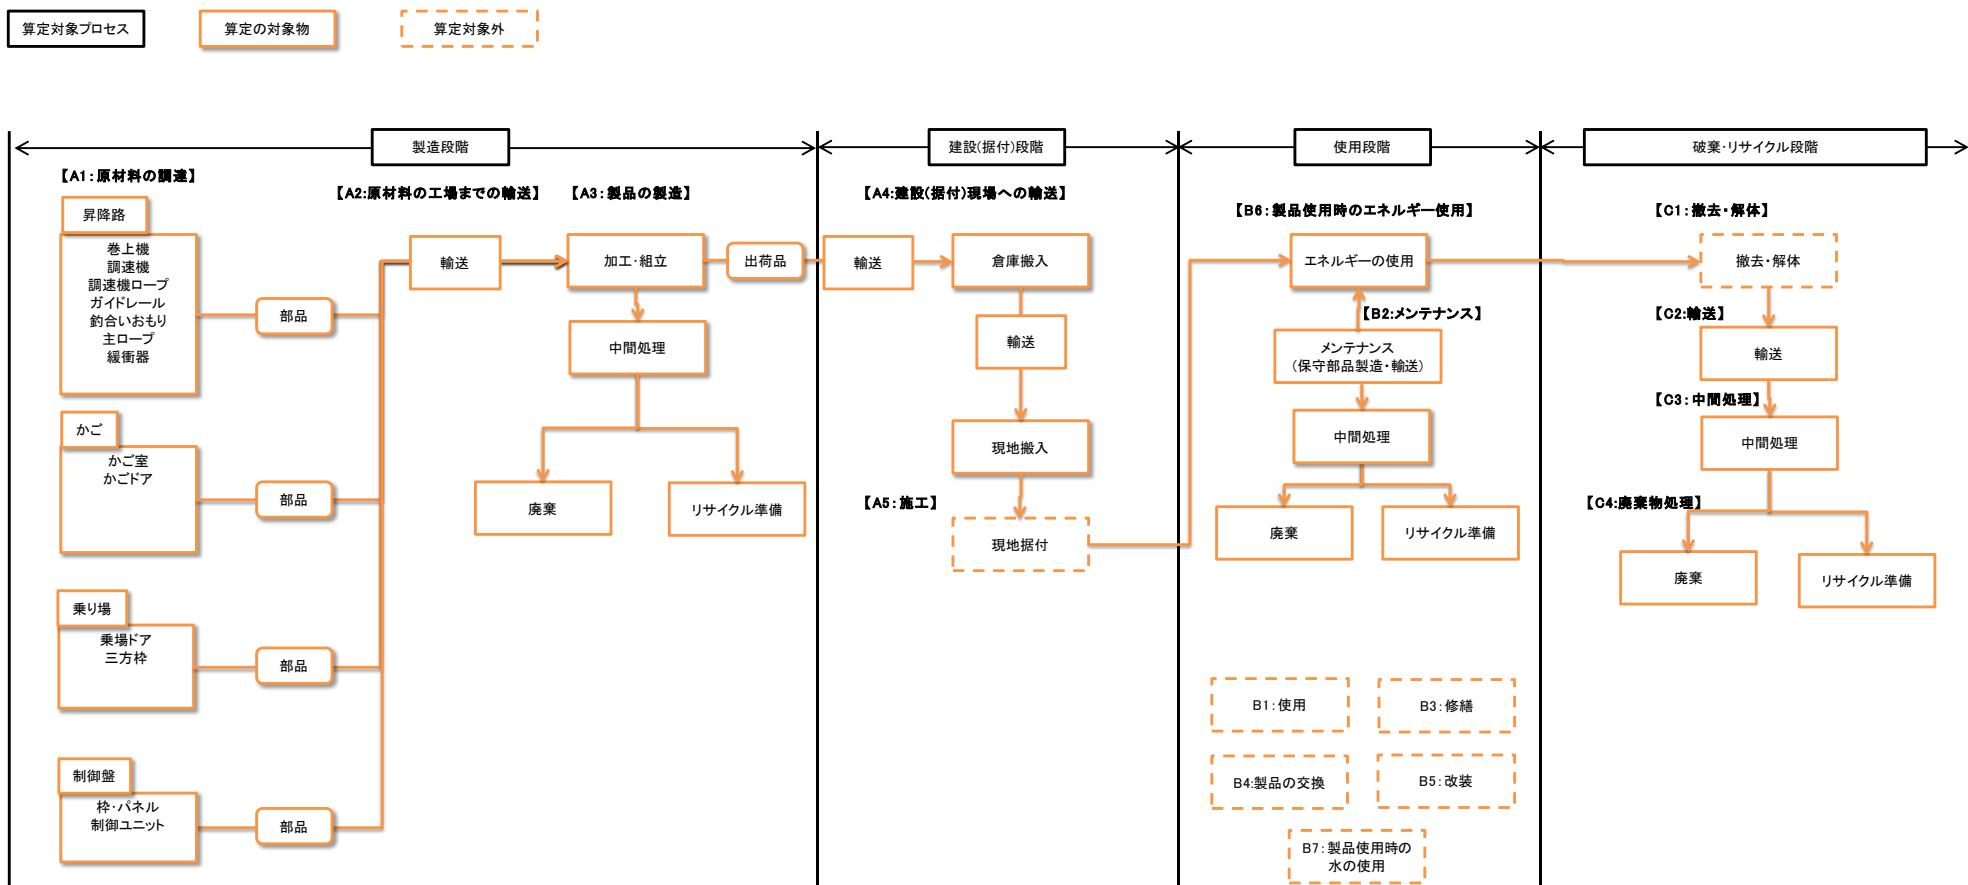 算定対象プロセス
算定の対象物
算定対象外
製造段階
建設(据付)段階
使用段階
破棄・リサイクル段階
【A1：原材料の調達】
昇降路
巻上機
調速機
調速機ロープ
ガイドレール
釣合いおもり
主ロープ
緩衝器
部品
かご
かご室
かごドア
部品
乗り場
乗場ドア
三方枠
部品
制御盤
枠・パネル
制御ユニット
部品
【A2:原材料の工場までの輸送】
輸送
【A3：製品の製造】
加工・組立
出荷品
中間処理
廃棄
リサイクル準備
【A4:建設(据付)現場への輸送】
輸送
倉庫搬入
輸送
現地搬入
【A5：施工】
現地据付
【B6：製品使用時のエネルギー使用】
エネルギーの使用
【B2:メンテナンス】
メンテナンス
(保守部品製造・輸送)
中間処理
廃棄
リサイクル準備
B1：使用
B3：修繕
B4:製品の交換
B5：改装
B7：製品使用時の
水の使用
【C1：撤去・解体】
撤去・解体
【C2:輸送】
輸送
【C3：中間処理】
中間処理
【C4:廃棄物処理】
廃棄
リサイクル準備